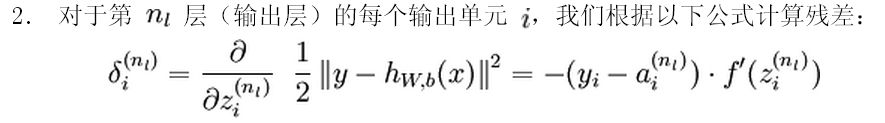 2. 对于第 n_l 层（输出层）的每个输出单元 i，我们根据以下公式计算残差：
δ_i^{(n_l)} = \frac{∂}{∂z_i^{(n_l)}} \frac{1}{2} ‖y − h_{W,b}(x)‖^2 = −(y_i − a_i^{(n_l)}) · f′(z_i^{(n_l)})